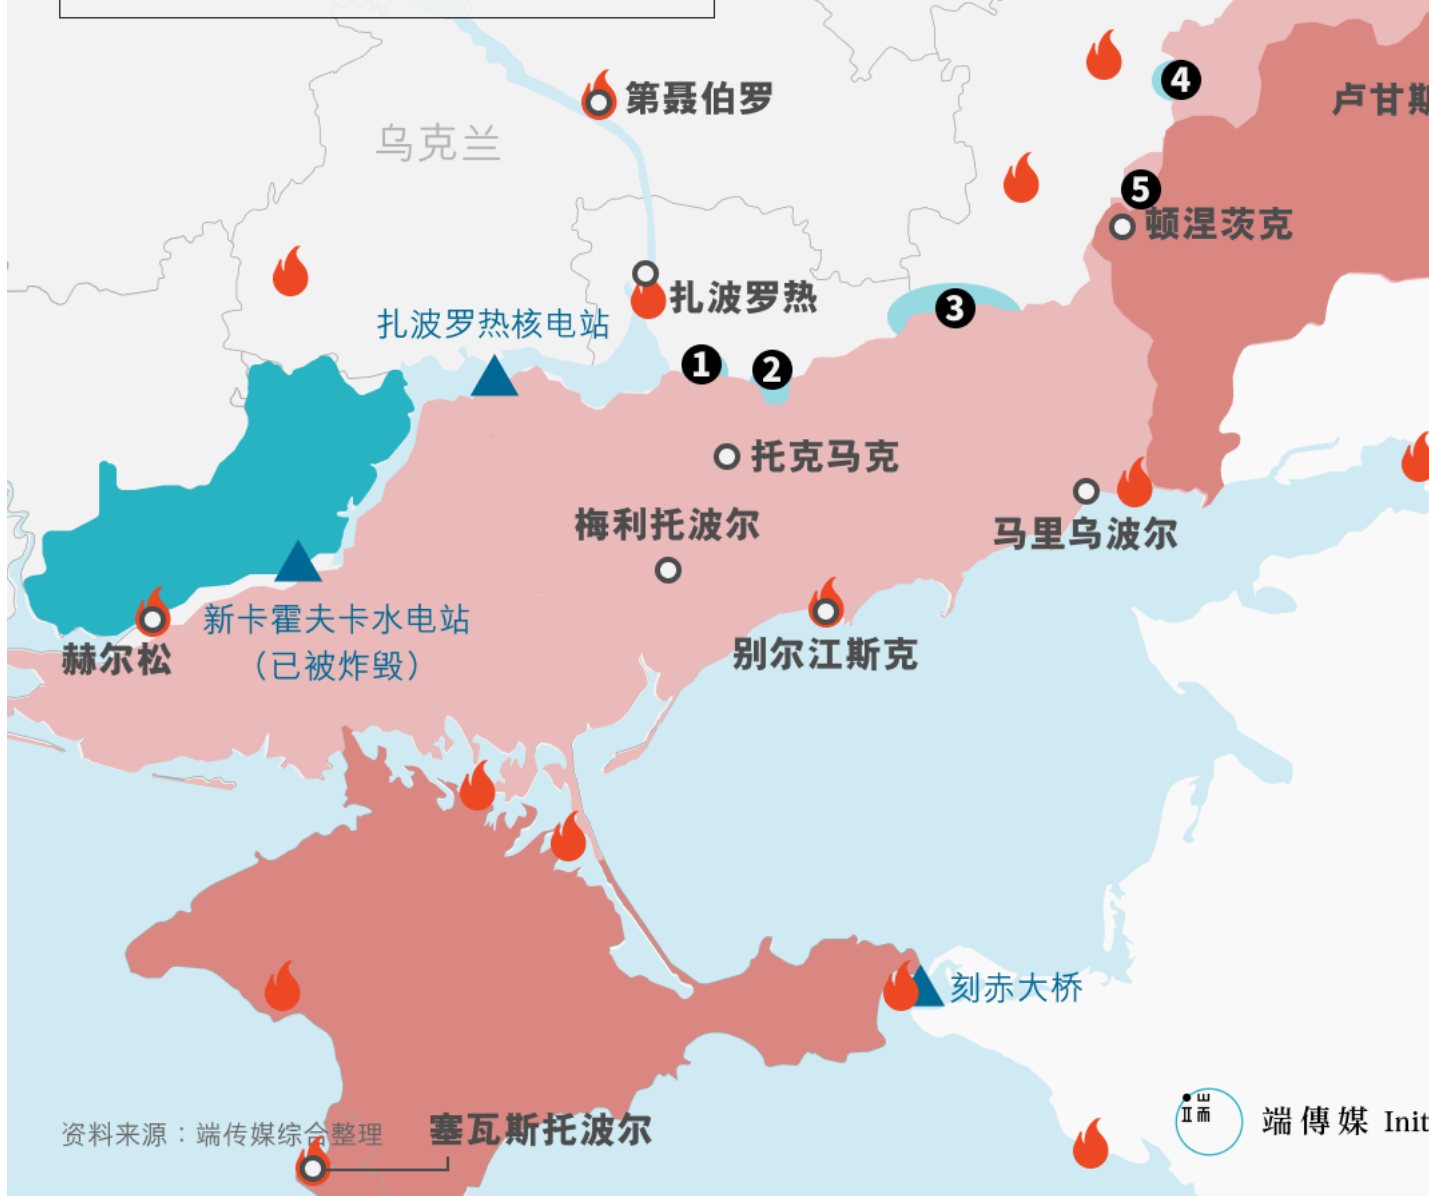 4
第聂伯罗
卢甘斯
乌克兰
5
顿涅茨克
扎波罗热
3
扎波罗热核电站
1
2
托克马克
梅利托波尔
马里乌波尔
新卡霍夫卡水电站
(已被炸毁)
赫尔松
别尔江斯克
刻赤大桥
塞瓦斯托波尔
资料来源：端传媒综合整理
端
端傳媒 Init